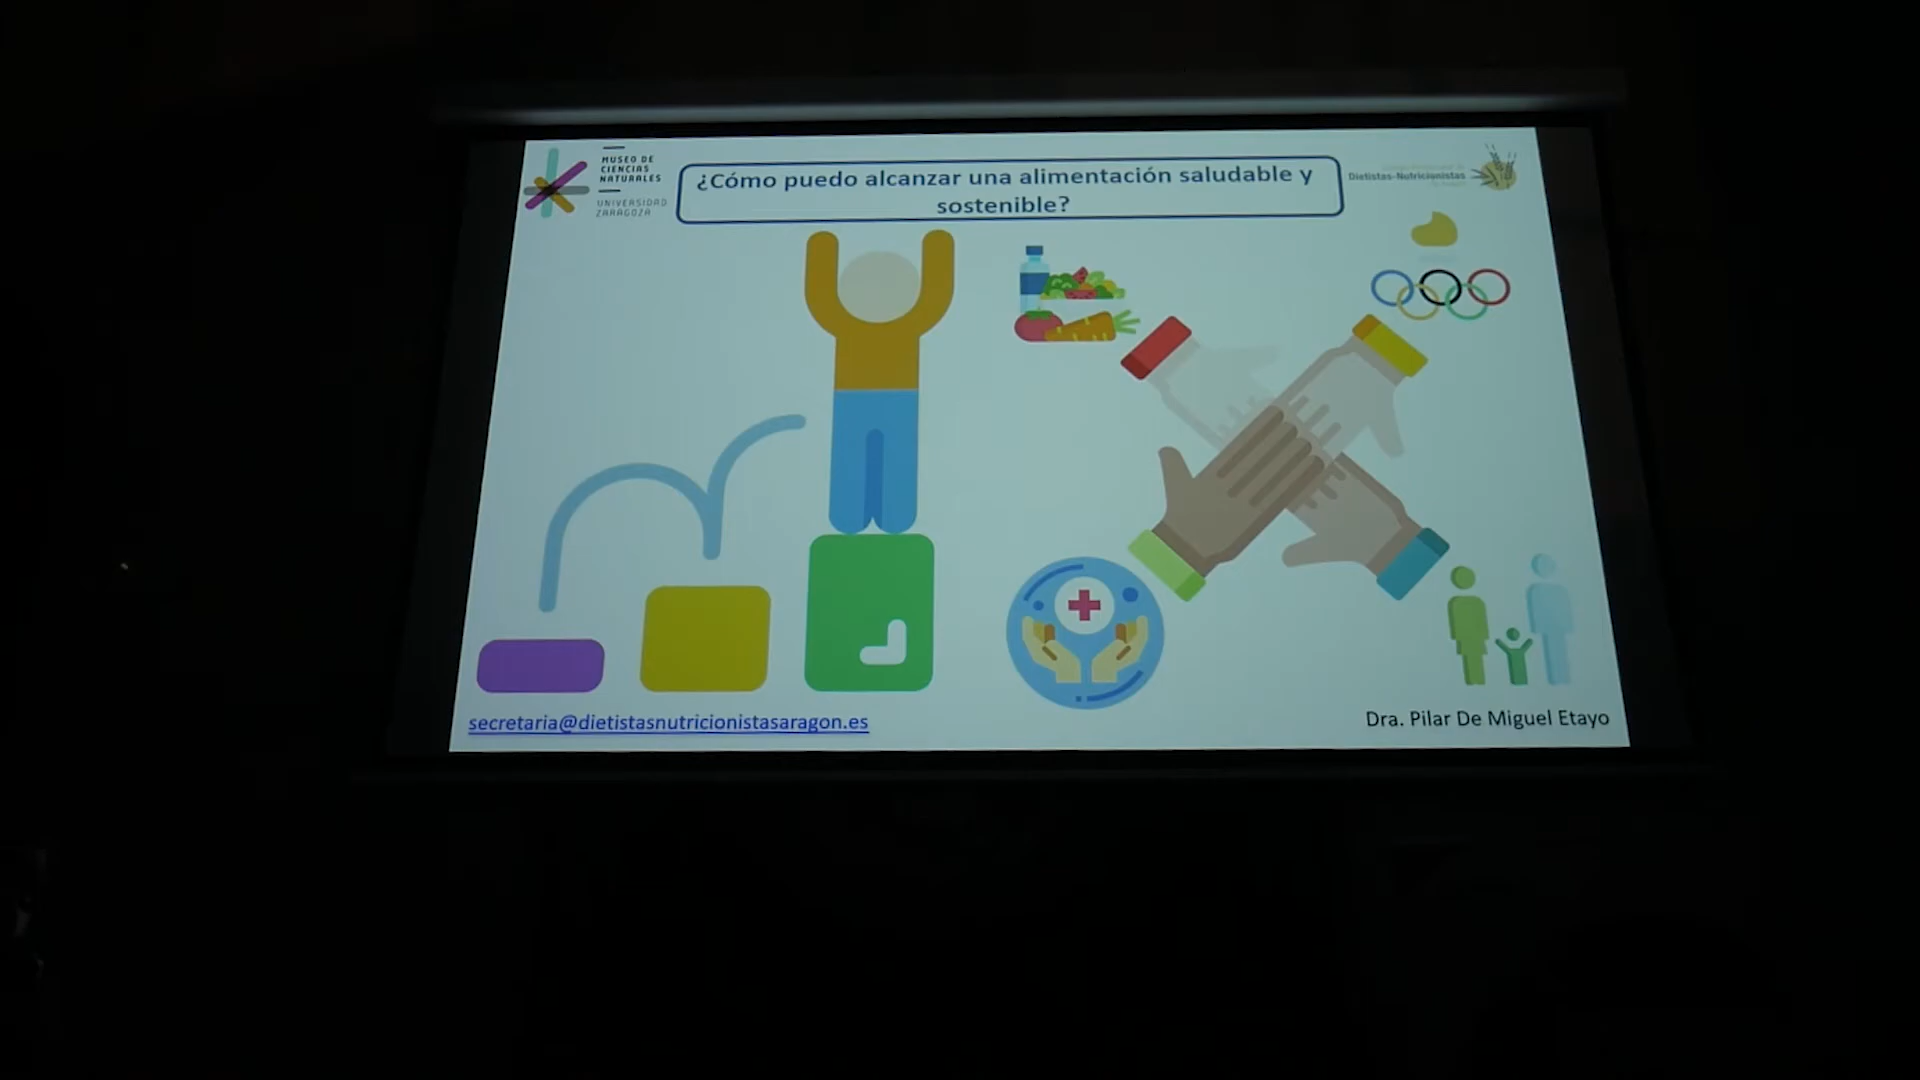 MUSEO DE
CIENCIAS
NATURALES
UNIVERSIDAD
ZARAGOZA
¿Cómo puedo alcanzar una alimentación saludable y
sostenible?
Dietistas-Nutricionistas
secretaria@dietistasnutricionistasaragon.es
Dra. Pilar De Miguel Etayo